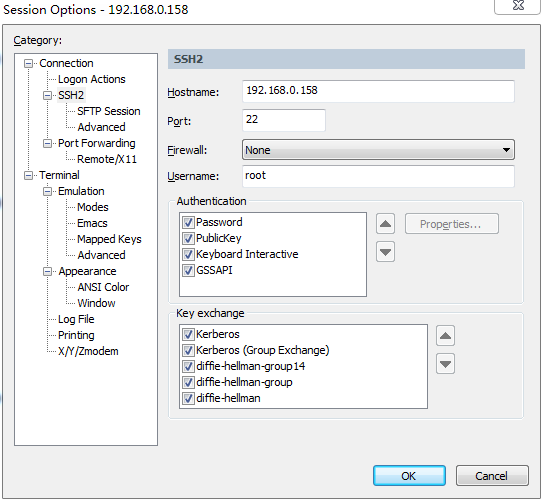 Session Options - 192.168.0.158
Category:
Connection
Logon Actions
SSH2
SFTP Session
Advanced
Port Forwarding
Remote/X11
Terminal
Emulation
Modes
Emacs
Mapped Keys
Advanced
Appearance
ANSI Color
Window
Log File
Printing
X/Y/Zmodem
SSH2
Hostname: 192.168.0.158
Port: 22
Firewall: None
Username: root
Authentication
Password
PublicKey
Keyboard Interactive
GSSAPI
Properties...
Key exchange
Kerberos
Kerberos (Group Exchange)
diffie-hellman-group14
diffie-hellman-group
diffie-hellman
OK Cancel